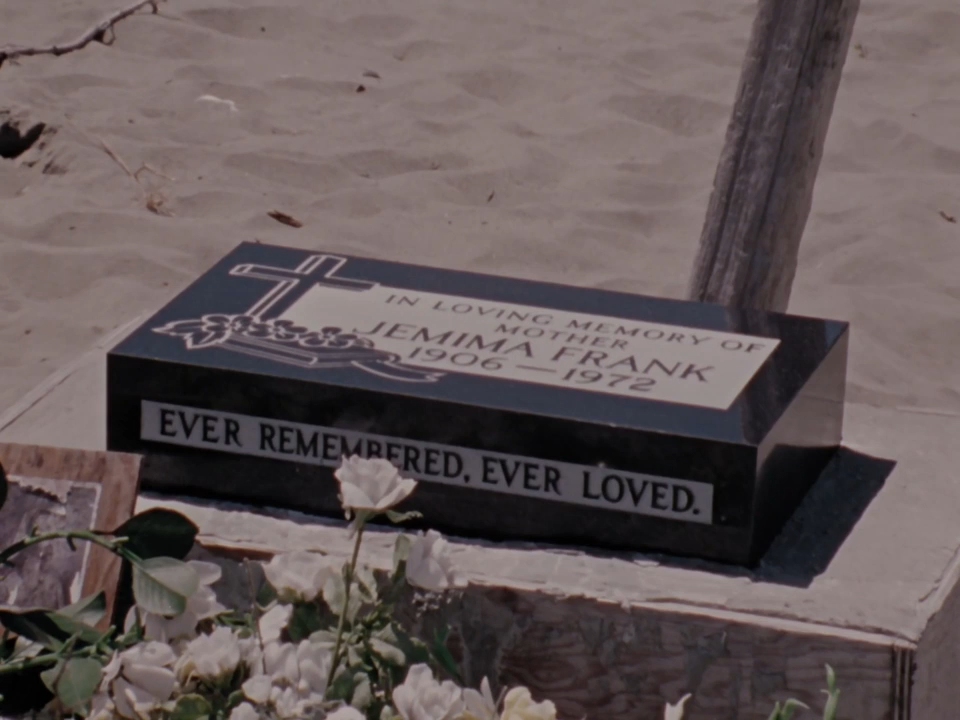 IN LOVING MEMORY OF
MOTHER
JEMIMA FRANK
1906 — 1972
EVER REMEMBERED, EVER LOVED.